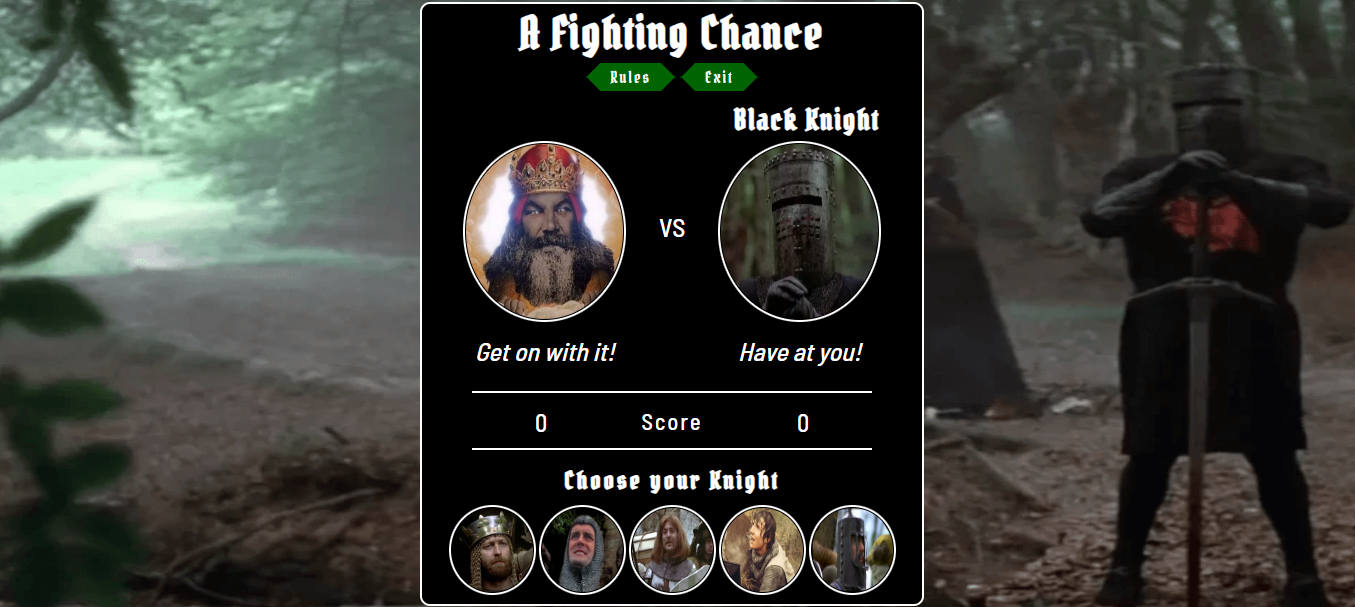 A Fighting Chance
Rules Exit
Black Knight
VS
Get on with it! Have at you!
0 Score 0
Choose your Knight